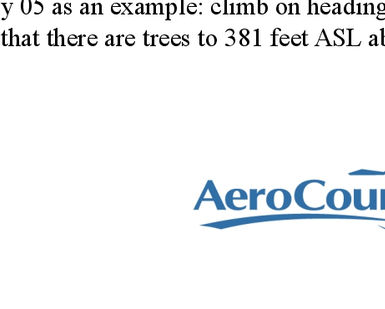 y 05 as an example: climb on heading
that there are trees to 381 feet ASL ab
AeroCour